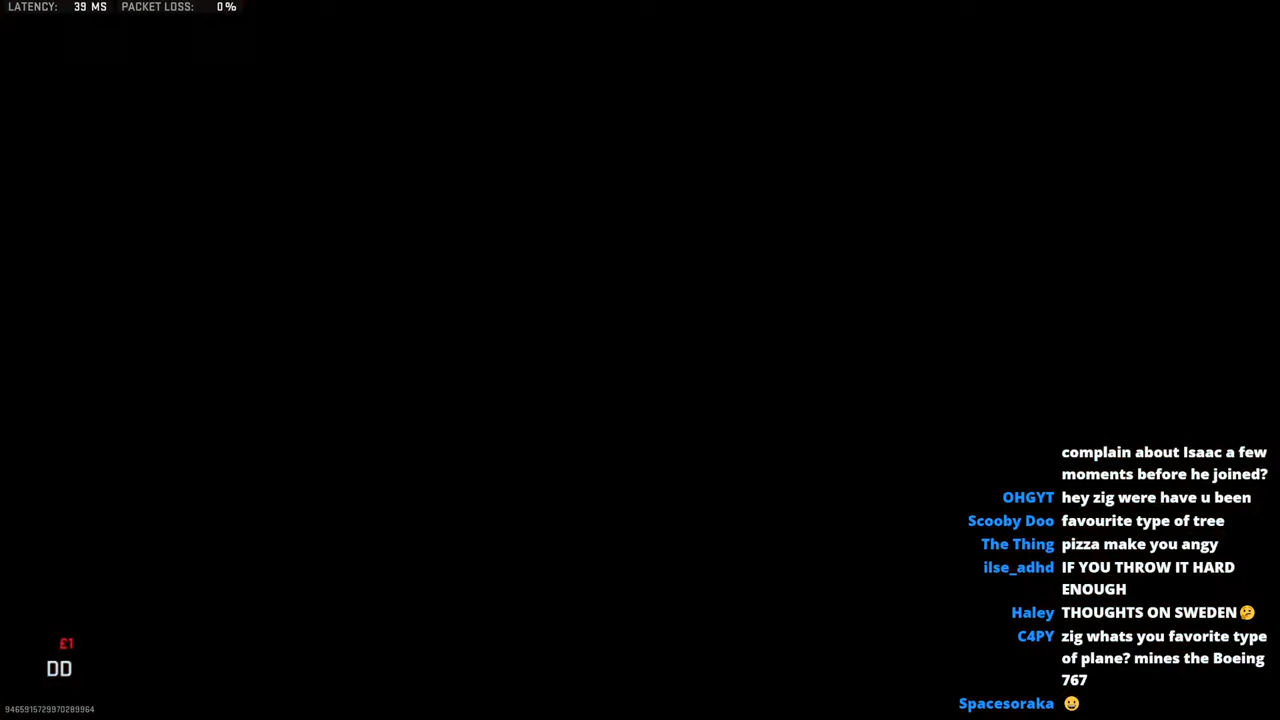 LATENCY: 39 MS PACKET LOSS: 0%
complain about Isaac a few
moments before he joined?
OHGYT hey zig were have u been
Scooby Doo favourite type of tree
The Thing pizza make you angy
ilse_adhd IF YOU THROW IT HARD
ENOUGH
Haley THOUGHTS ON SWEDEN🤔
C4PY zig whats you favorite type
of plane? mines the Boeing
767
Spacesoraka 😀
£1
DD
9465915729970289964